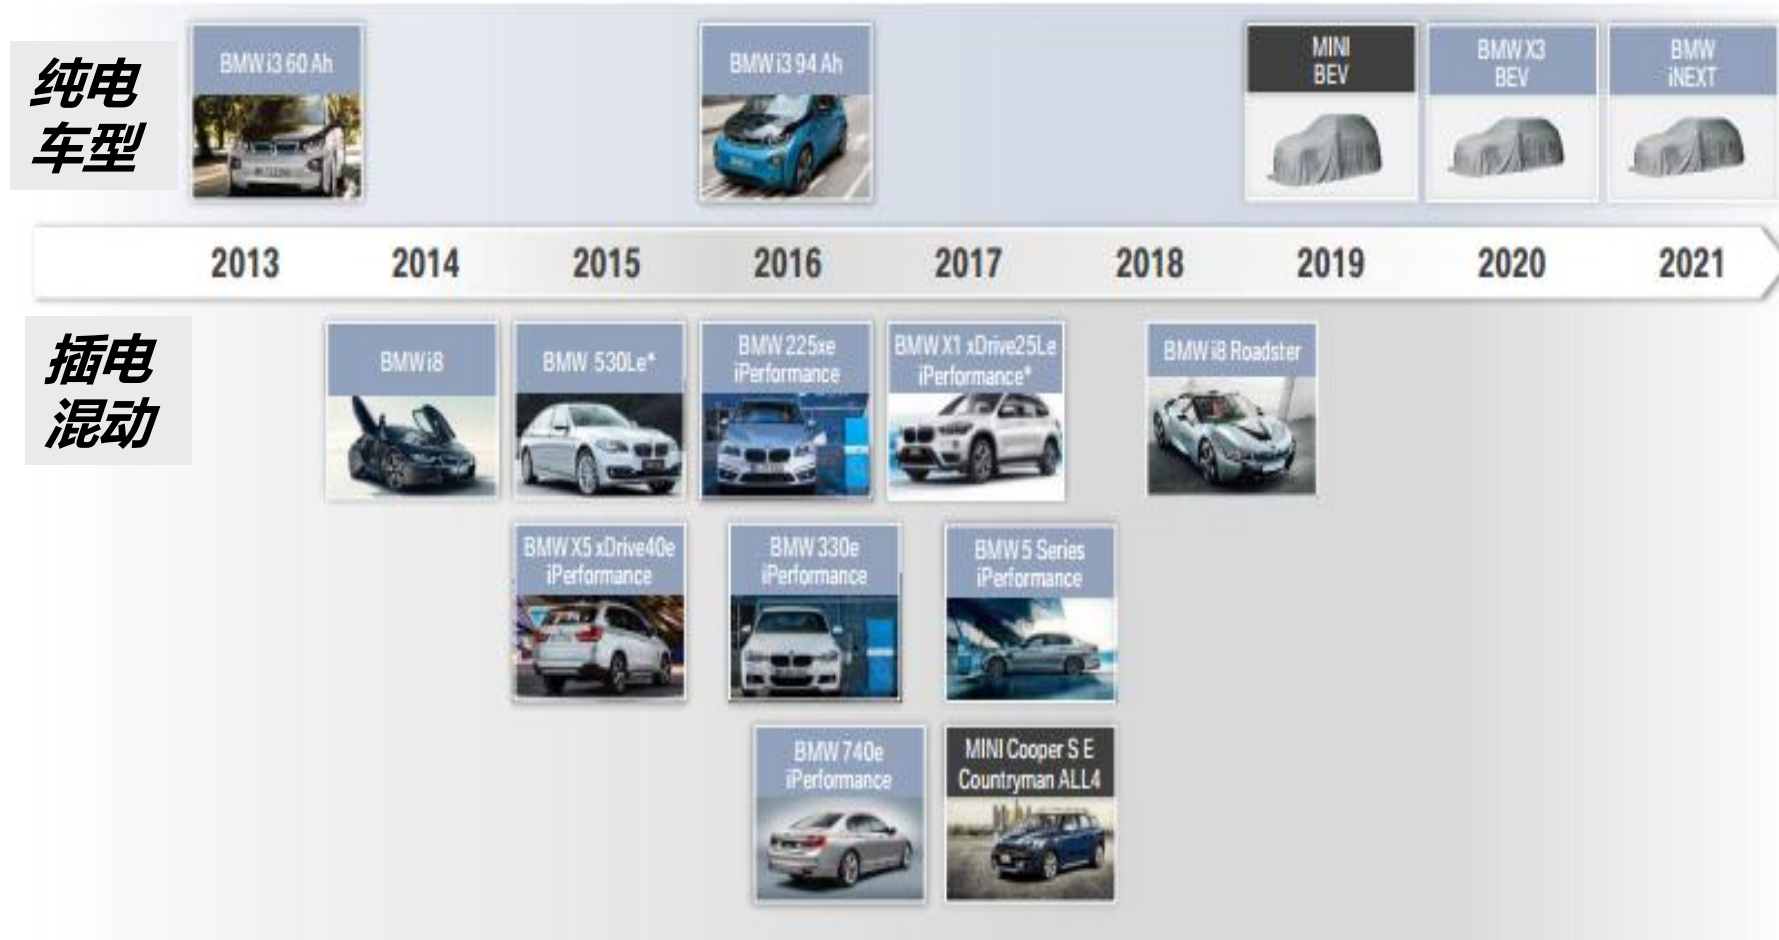 纯电
车型
BMW i3 60 Ah
BMW i3 94 Ah
MINI
BEV
BMW X3
BEV
BMW
iNEXT
2013 2014 2015 2016 2017 2018 2019 2020 2021
插电
混动
BMW i8
BMW 530Le*
BMW 225xe
iPerformance
BMW X1 xDrive25Le
iPerformance*
BMW i8 Roadster
BMW X5 xDrive40e
iPerformance
BMW 330e
iPerformance
BMW 5 Series
iPerformance
BMW 740e
iPerformance
MINI Cooper S E
Countryman ALL4